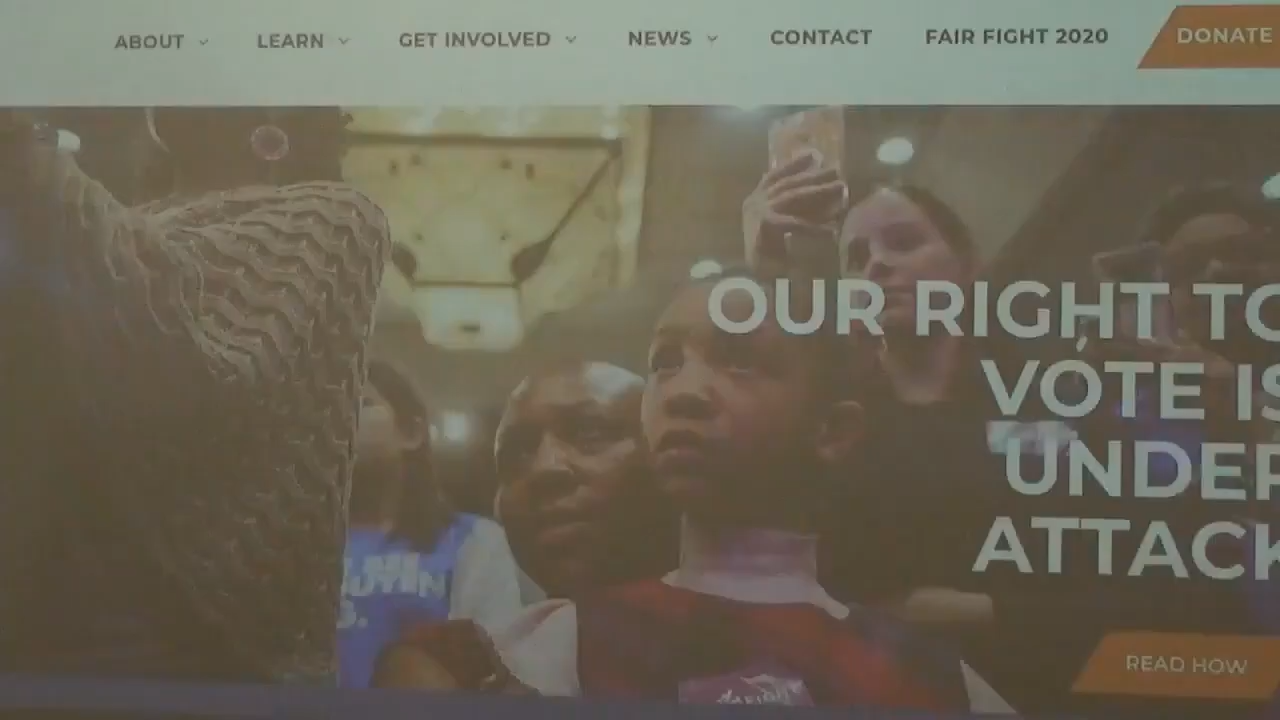 ABOUT LEARN GET INVOLVED NEWS CONTACT FAIR FIGHT 2020 DONATE
OUR RIGHT TO
VOTE IS
UNDER
ATTACK
READ HOW